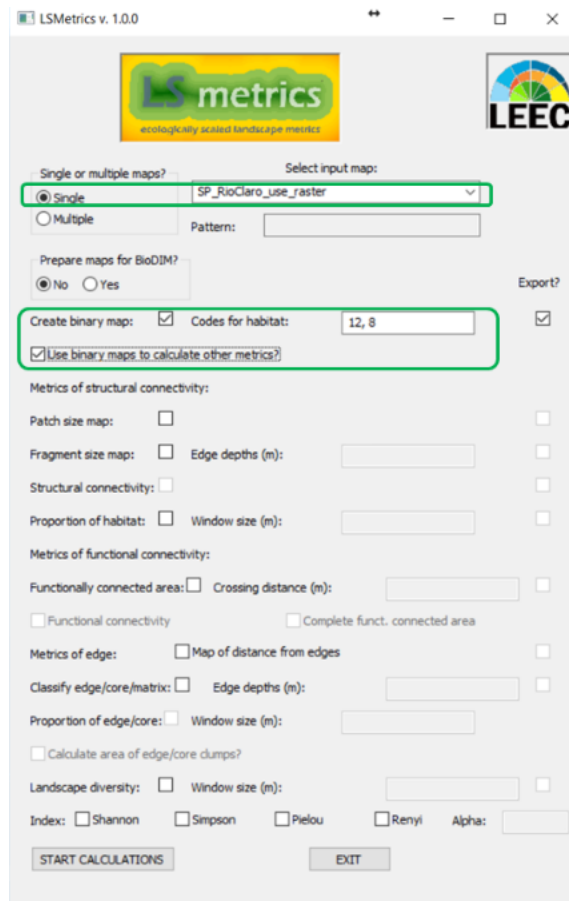 LSMetrics v. 1.0.0
LS metrics
ecologically scaled landscape metrics
LEEC
Single or multiple maps?
Select input map:
Single
SP_RioClaro_use_raster
Multiple
Pattern:
Prepare maps for BioDIM?
No Yes
Export?
Create binary map: Codes for habitat: 12, 8
Use binary maps to calculate other metrics?
Metrics of structural connectivity:
Patch size map:
Fragment size map: Edge depths (m):
Structural connectivity:
Proportion of habitat: Window size (m):
Metrics of functional connectivity:
Functionally connected area: Crossing distance (m):
Functional connectivity Complete funct. connected area
Metrics of edge: Map of distance from edges
Classify edge/core/matrix: Edge depths (m):
Proportion of edge/core: Window size (m):
Calculate area of edge/core clumps?
Landscape diversity: Window size (m):
Index: Shannon Simpson Pielou Renyi Alpha:
START CALCULATIONS EXIT